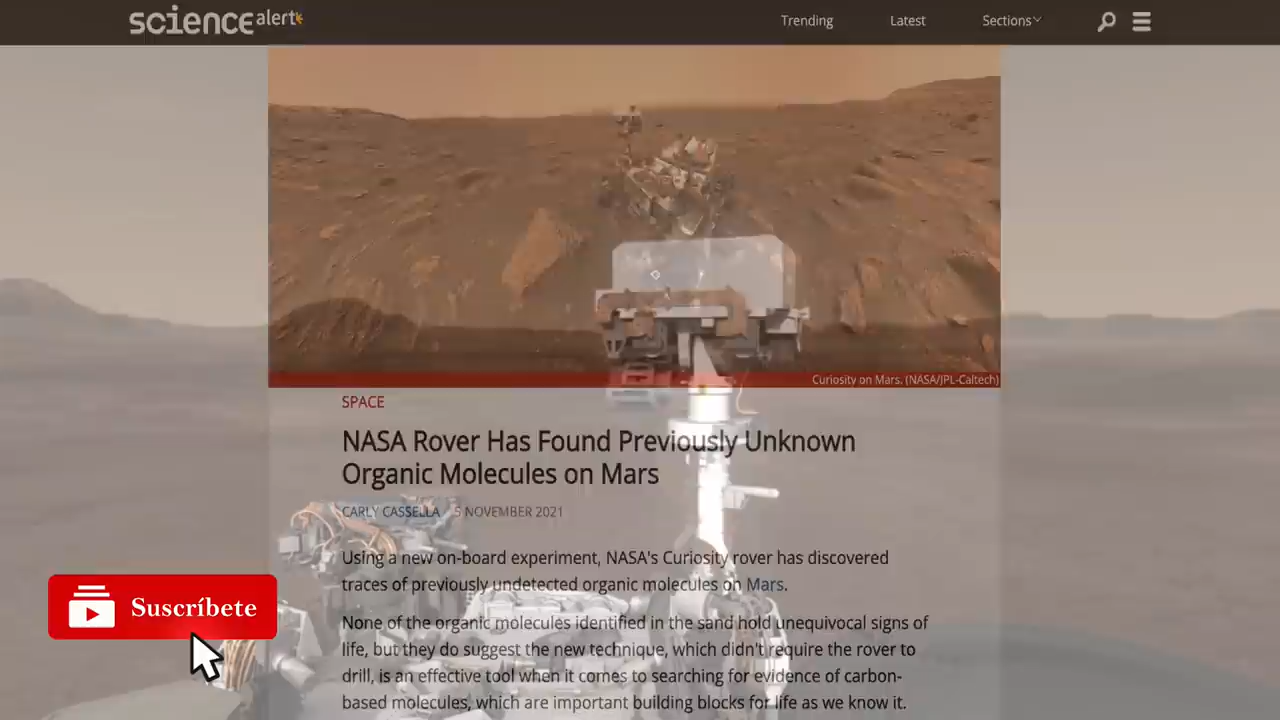 sciencealert
Trending
Latest
Sections
Curiosity on Mars. (NASA/JPL-Caltech)
SPACE
NASA Rover Has Found Previously Unknown
Organic Molecules on Mars
CARLY CASSELLA 5 NOVEMBER 2021
Using a new on-board experiment, NASA's Curiosity rover has discovered
traces of previously undetected organic molecules on Mars.
Suscríbete
None of the organic molecules identified in the sand hold unequivocal signs of
life, but they do suggest the new technique, which didn't require the rover to
drill, is an effective tool when it comes to searching for evidence of carbon-
based molecules, which are important building blocks for life as we know it.